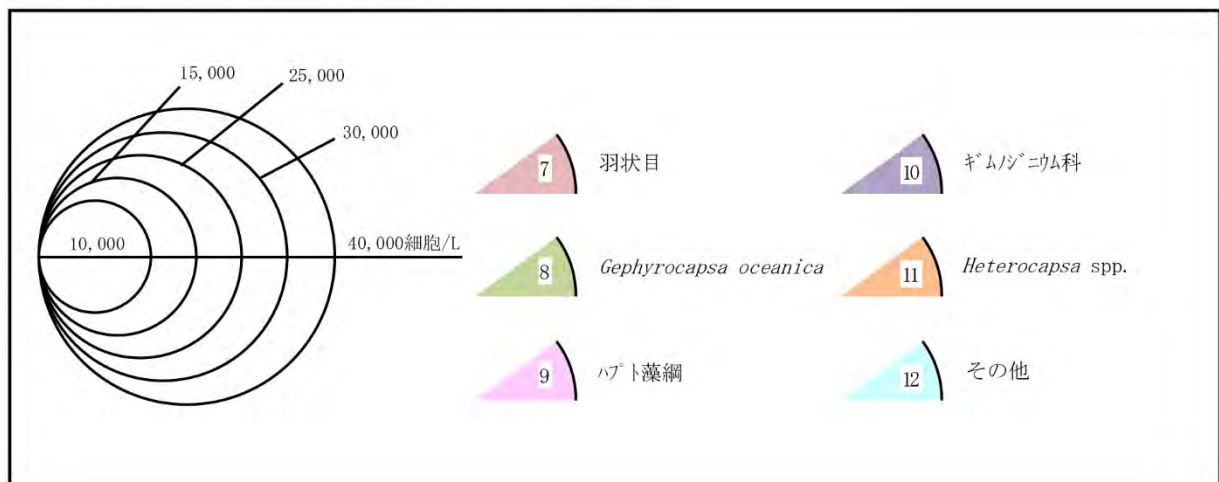 15,000
25,000
30,000
10,000
40,000細胞/L
7 羽状目
8 Gephyrocapsa oceanica
9 ﾊﾌﾟﾄ藻綱
10 ｷﾞﾑﾉｼﾞﾆｳﾑ科
11 Heterocapsa spp.
12 その他